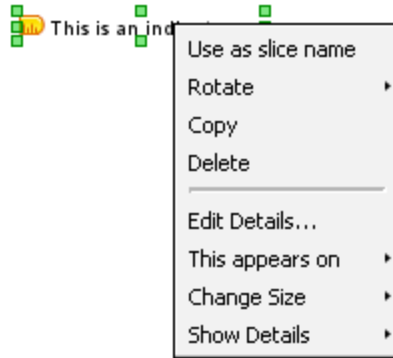 This is an
Use as slice name
Rotate
Copy
Delete
Edit Details...
This appears on
Change Size
Show Details